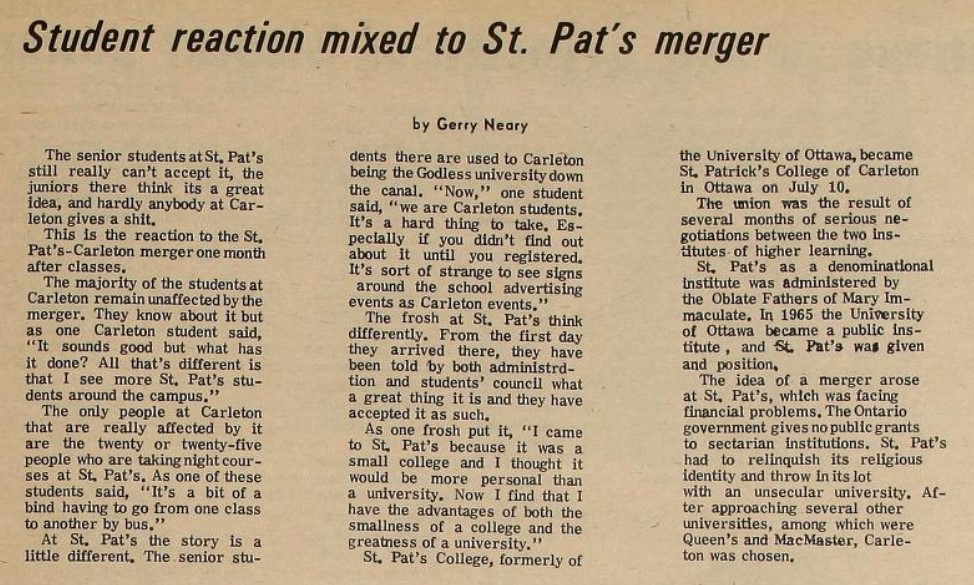 Student reaction mixed to St. Pat's merger
by Gerry Neary
The senior students at St. Pat's
still really can't accept it, the
juniors there think its a great
idea, and hardly anybody at Car-
leton gives a shit.
This is the reaction to the St.
Pat's-Carleton merger one month
after classes.
The majority of the students at
Carleton remain unaffected by the
merger. They know about it but
as one Carleton student said,
"It sounds good but what has
it done? All that's different is
that I see more St. Pat's stu-
dents around the campus."
The only people at Carleton
that are really affected by it
are the twenty or twenty-five
people who are taking night cour-
ses at St. Pat's. As one of these
students said, "It's a bit of a
bind having to go from one class
to another by bus."
At St. Pat's the story is a
little different. The senior stu-
dents there are used to Carleton
being the Godless university down
the canal. "Now," one student
said, "we are Carleton students.
It's a hard thing to take. Es-
pecially if you didn't find out
about it until you registered.
It's sort of strange to see signs
around the school advertising
events as Carleton events."
The frosh at St. Pat's think
differently. From the first day
they arrived there, they have
been told by both administrd-
tion and students' council what
a great thing it is and they have
accepted it as such.
As one frosh put it, "I came
to St. Pat's because it was a
small college and I thought it
would be more personal than
a university. Now I find that I
have the advantages of both the
smallness of a college and the
greatness of a university."
St. Pat's College, formerly of
the University of Ottawa, became
St. Patrick's College of Carleton
in Ottawa on July 10.
The union was the result of
several months of serious ne-
gotiations between the two ins-
titutes of higher learning.
St. Pat's as a denominational
institute was administered by
the Oblate Fathers of Mary Im-
maculate. In 1965 the University
of Ottawa became a public ins-
titute , and St. Pat's was given
and position.
The idea of a merger arose
at St. Pat's, which was facing
financial problems. The Ontario
government gives no public grants
to sectarian institutions. St. Pat's
had to relinquish its religious
identity and throw in its lot
with an unsecular university. Af-
ter approaching several other
universities, among which were
Queen's and MacMaster, Carle-
ton was chosen.